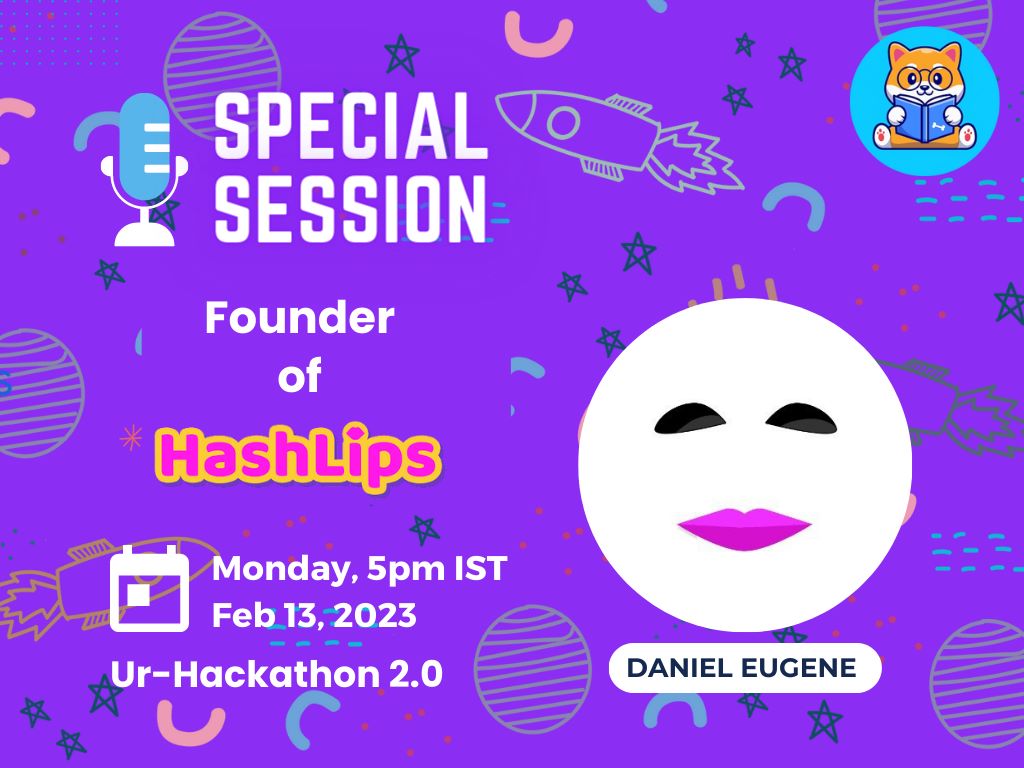 SPECIAL
SESSION
Founder
of
HashLips
Monday, 5pm IST
Feb 13, 2023
Ur-Hackathon 2.0
DANIEL EUGENE